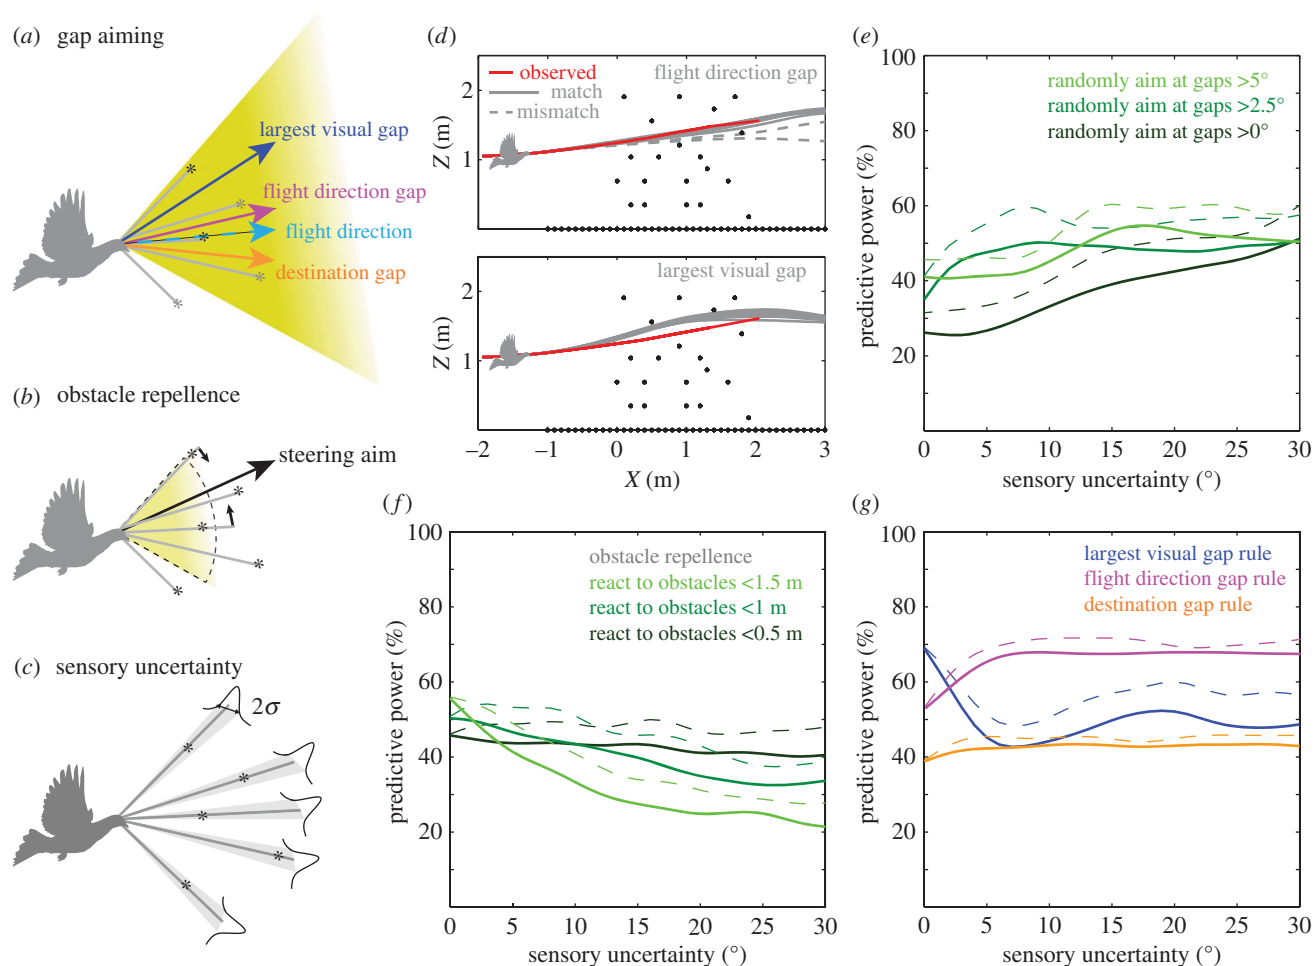 (a) gap aiming
largest visual gap
flight direction gap
flight direction
destination gap
(b) obstacle repellence
steering aim
(c) sensory uncertainty
2σ
(d)
observed
match
mismatch
flight direction gap
2
1
Z (m)
largest visual gap
2
1
Z (m)
−2 −1 0 1 2 3
X (m)
(e)
randomly aim at gaps >5°
randomly aim at gaps >2.5°
randomly aim at gaps >0°
100
80
60
40
20
predictive power (%)
0 5 10 15 20 25 30
sensory uncertainty (°)
(f)
obstacle repellence
react to obstacles <1.5 m
react to obstacles <1 m
react to obstacles <0.5 m
100
80
60
40
20
predictive power (%)
0 5 10 15 20 25 30
sensory uncertainty (°)
(g)
largest visual gap rule
flight direction gap rule
destination gap rule
100
80
60
40
20
predictive power (%)
0 5 10 15 20 25 30
sensory uncertainty (°)